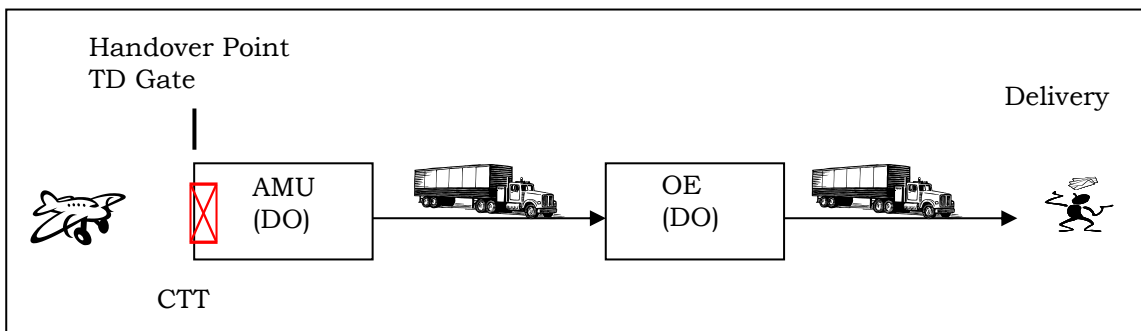 Handover Point
TD Gate
Delivery
AMU
(DO)
OE
(DO)
CTT